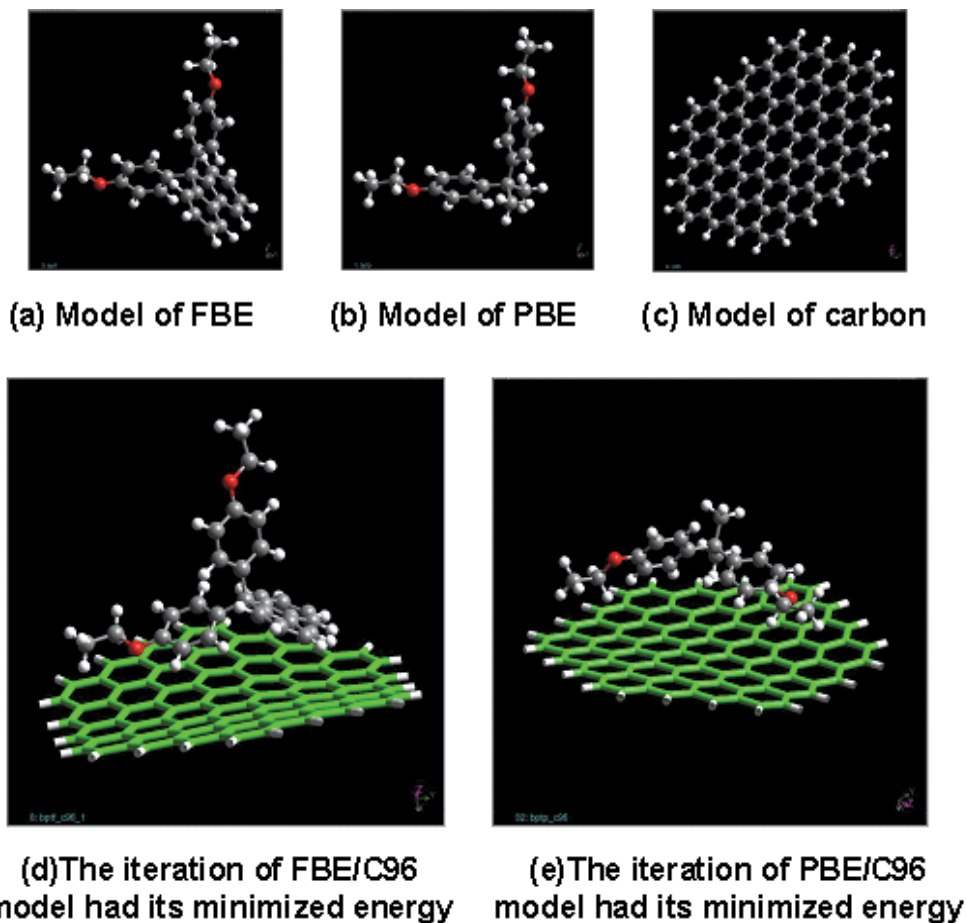 (a) Model of FBE
(b) Model of PBE
(c) Model of carbon
(d)The iteration of FBE/C96
model had its minimized energy
(e)The iteration of PBE/C96
model had its minimized energy